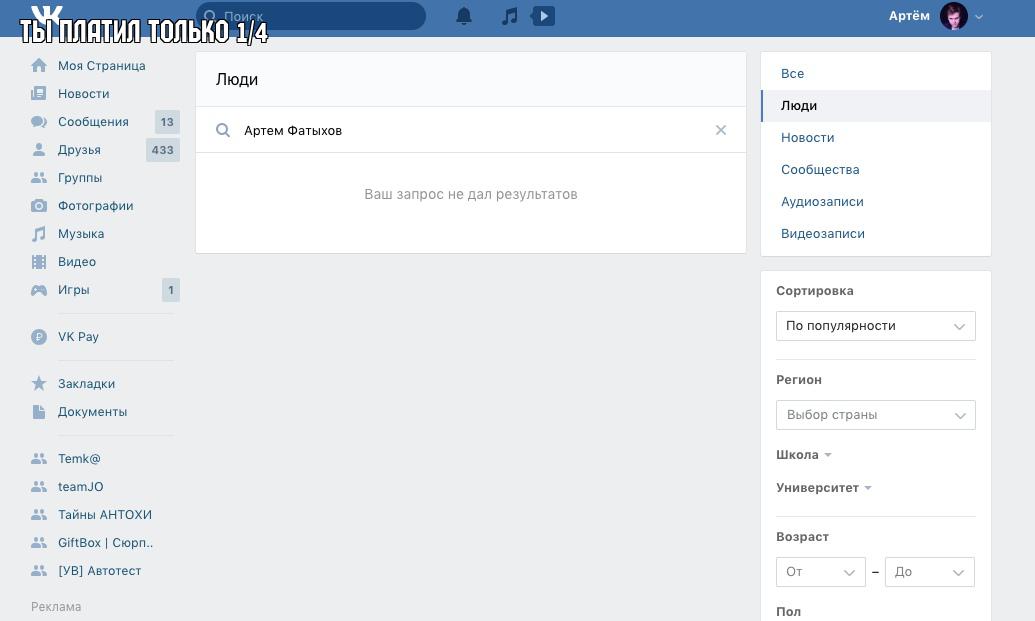 Поиск
Артём
ТЫ ПЛАТИЛ ТОЛЬКО 1/4
Моя Страница
Новости
Сообщения 13
Друзья 433
Группы
Фотографии
Музыка
Видео
Игры 1
VK Pay
Закладки
Документы
Temk@
teamJO
Тайны АНТОХИ
GiftBox | Сюрп..
[УВ] Автотест
Реклама
Люди
Артем Фатыхов
Ваш запрос не дал результатов
Все
Люди
Новости
Сообщества
Аудиозаписи
Видеозаписи
Сортировка
По популярности
Регион
Выбор страны
Школа
Университет
Возраст
От – До
Пол